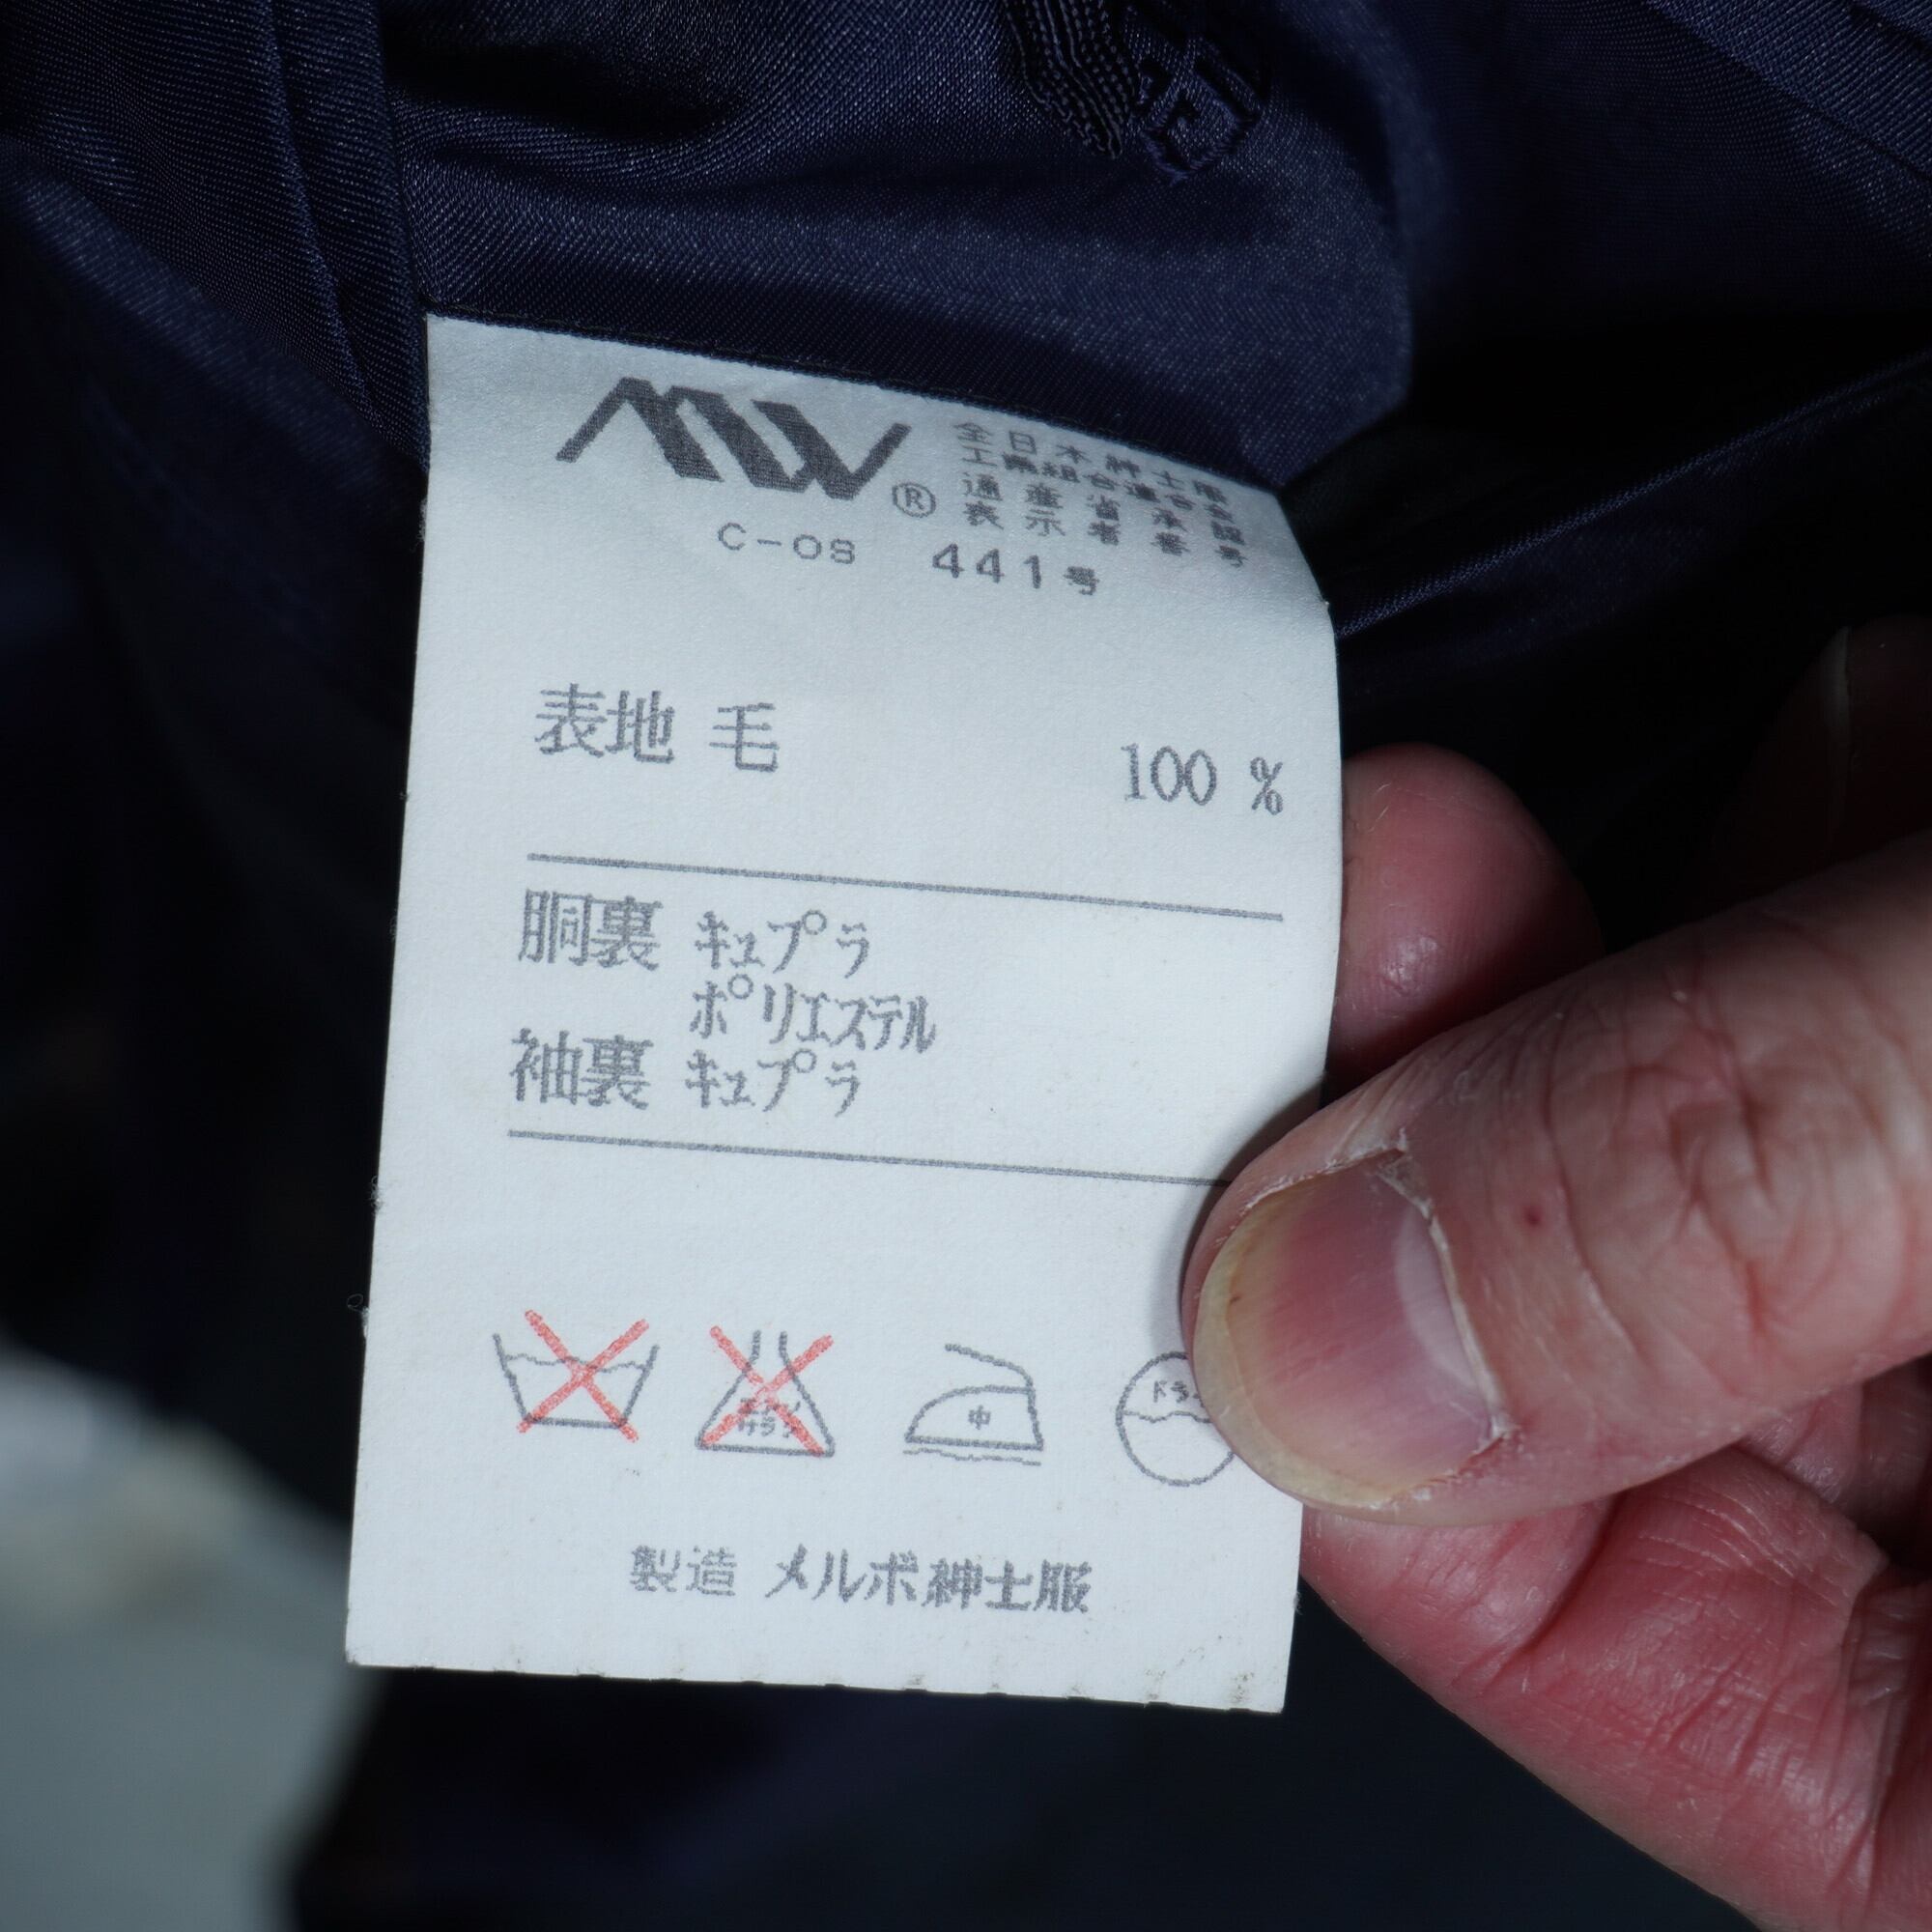 MW®
全日本紳士服
工業組合連合会
通産省承認
表示者番号
C-OS 441号
表地 毛 100 %
胴裏 キュプラ
ポリエステル
袖裏 キュプラ
中
ドラ
製造 メルボ紳士服